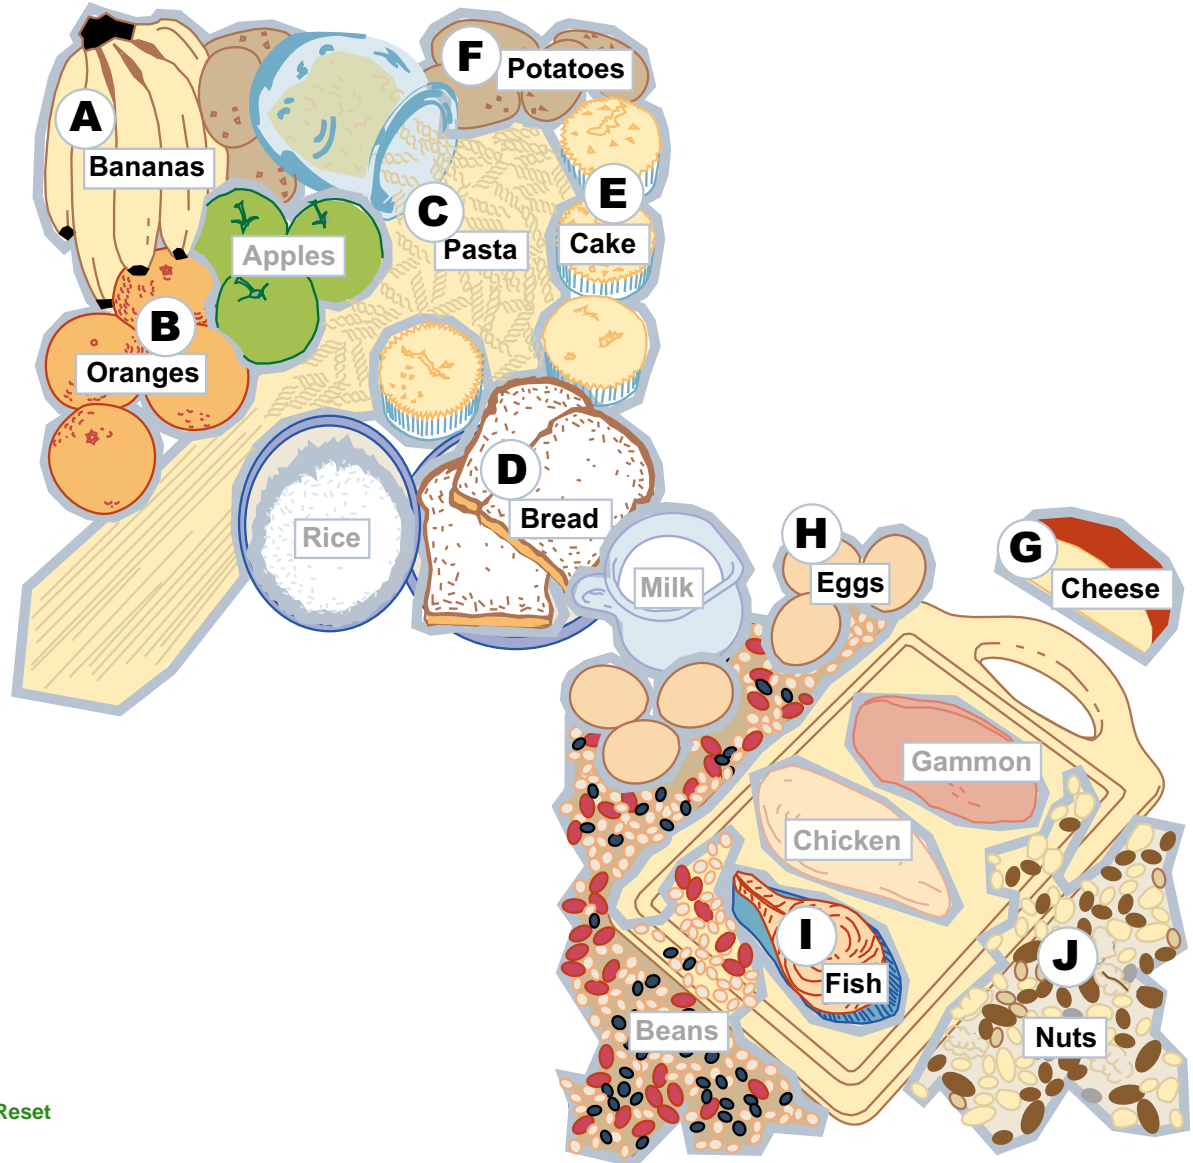 F
Potatoes
A
Bananas
E
C
Cake
Pasta
Apples
B
Oranges
D
Bread
Rice
H
G
Eggs
Cheese
Milk
Gammon
Chicken
I
J
Fish
Beans
Nuts
Reset